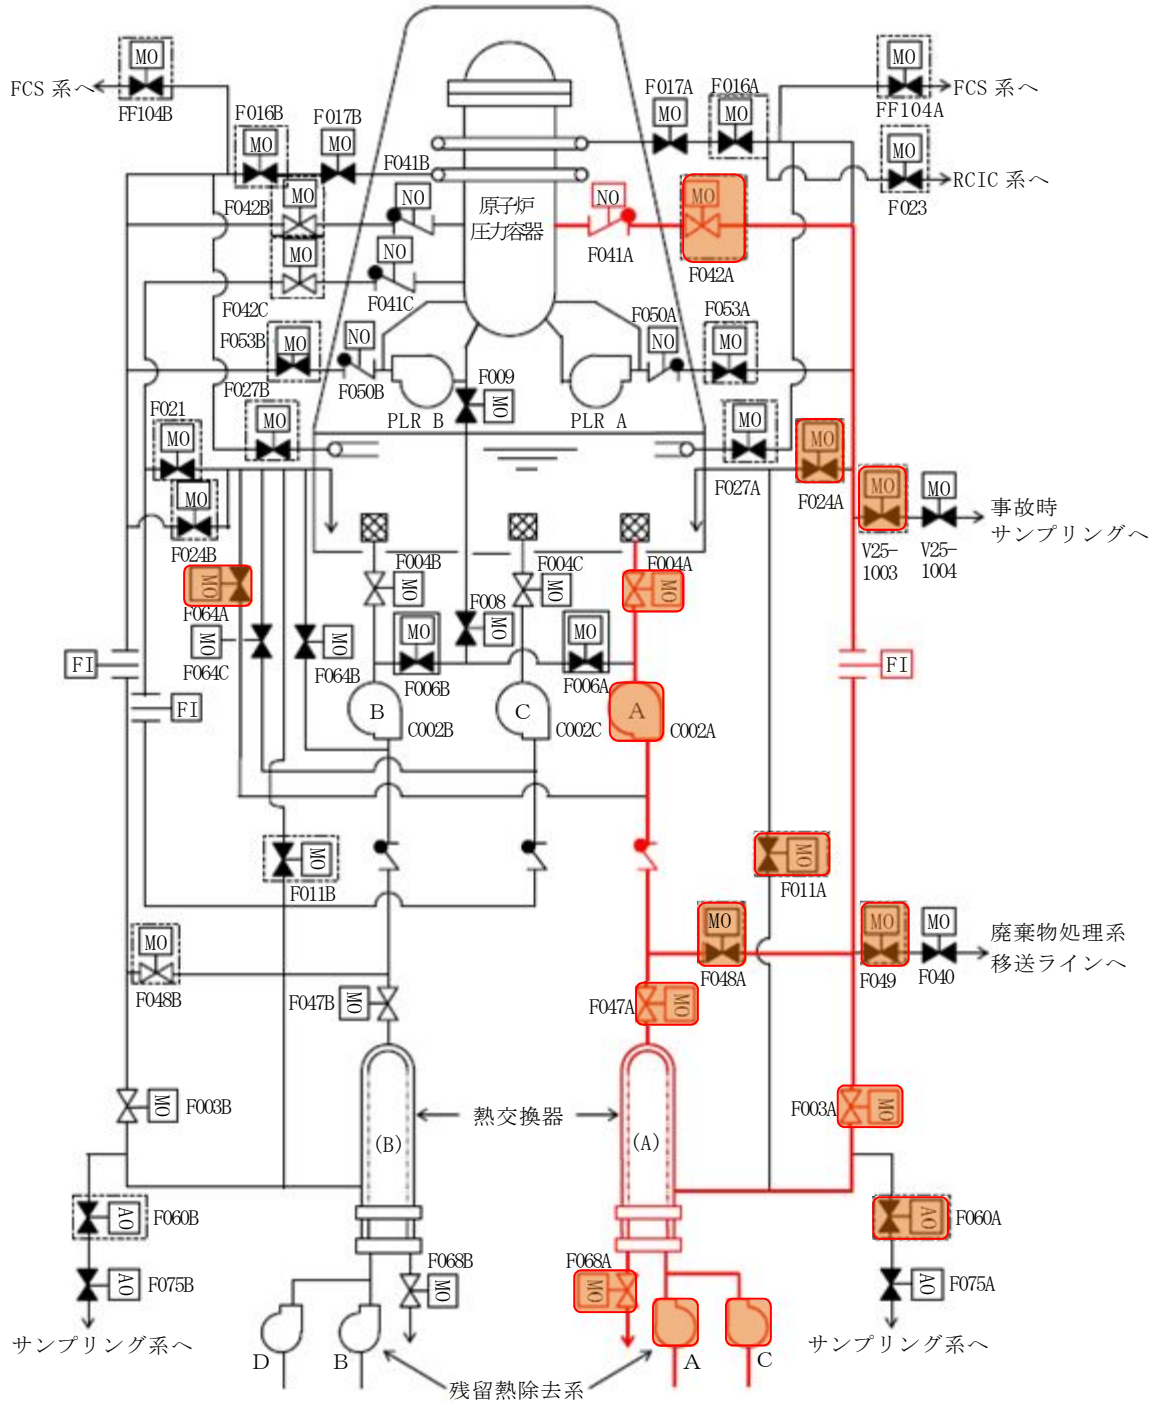 MO
MO
FCS 系へ
FCS 系へ
FF104B
FF104A
F016B
F017B
F017A
F016A
MO
MO
MO
MO
MO
F041B
RCIC 系へ
F023
MO
NO
原子炉
圧力容器
NO
MO
F042B
F041A
F042A
MO
NO
F042C
F041C
F053B
NO
F050A
F053A
MO
NO
MO
F027B
F050B
F009
MO
PLR B
PLR A
F021
MO
MO
MO
MO
F027A
F024A
MO
MO
MO
事故時
サンプリングへ
F024B
V25-
1003
V25-
1004
F004B
F004C
F004A
MO
MO
MO
MO
F064A
F008
MO
MO
MO
MO
MO
F064C
F064B
F006B
F006A
FI
FI
FI
B
C
A
C002B
C002C
C002A
MO
MO
F011B
F011A
MO
MO
MO
MO
廃棄物処理系
移送ラインへ
F048B
F048A
F049
F040
F047B
MO
F047A
MO
F003B
MO
熱交換器
F003A
MO
(B)
(A)
AO
F060B
AO
F060A
F068B
F068A
MO
MO
AO
F075B
AO
F075A
サンプリング系へ
サンプリング系へ
D
B
A
C
残留熱除去系